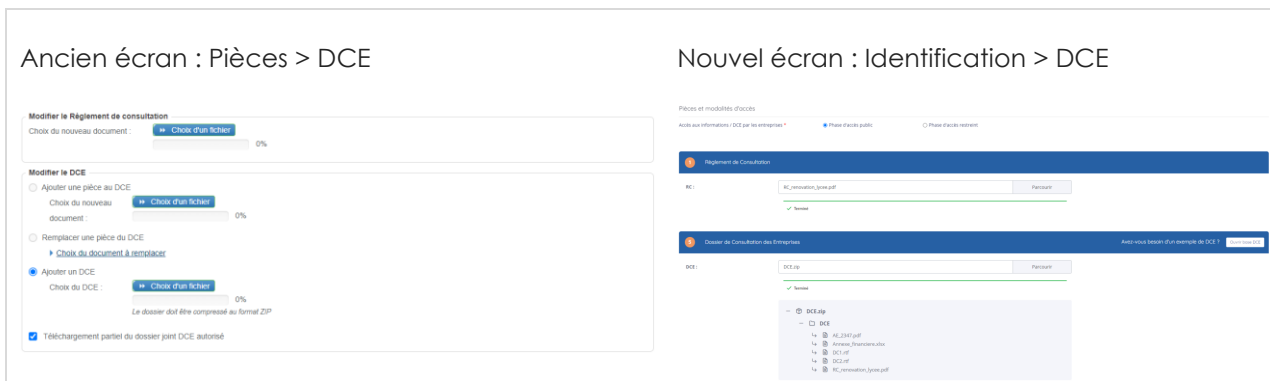 Ancien écran : Pièces > DCE
Modifier le Règlement de consultation
Choix du nouveau document :
Choix d'un fichier
0%
Modifier le DCE
Ajouter une pièce au DCE
Choix du nouveau document :
Choix d'un fichier
0%
Remplacer une pièce du DCE
Choix du document à remplacer
Ajouter un DCE
Choix du DCE :
Choix d'un fichier
0%
Le dossier doit être compressé au format ZIP
Téléchargement partiel du dossier joint DCE autorisé
Nouvel écran : Identification > DCE
Pièces et modalités d'accès
Accès aux informations / DCE par les entreprises *
Phase d'accès public
Phase d'accès restreint
1 Règlement de Consultation
RC :
RC_renovation_lycee.pdf
Parcourir
Terminé
Dossier de Consultation des Entreprises
Avez-vous besoin d'un exemple de DCE ?
Ouvrir base DCE
DCE :
DCE.zip
Parcourir
Terminé
DCE.zip
DCE
AE_2347.pdf
Annexe_financiere.xlsx
DC1.rtf
DC2.rtf
RC_renovation_lycee.pdf